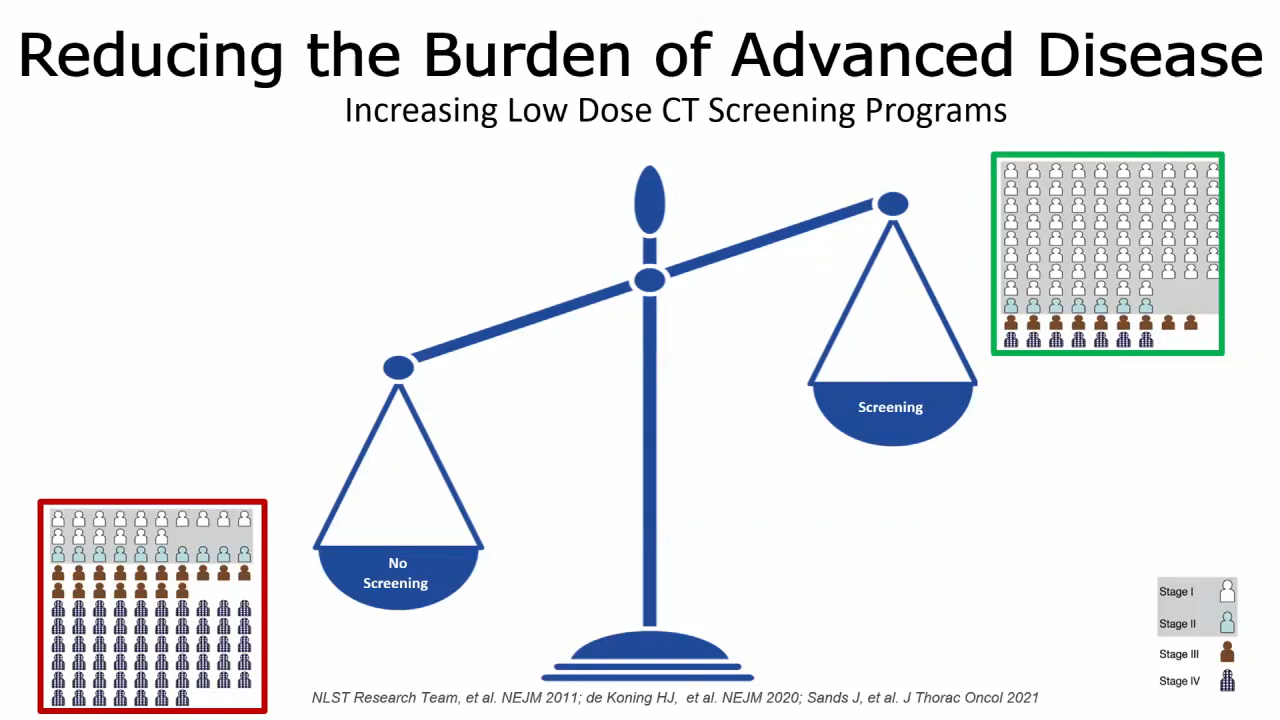 Reducing the Burden of Advanced Disease
Increasing Low Dose CT Screening Programs
Screening
No
Screening
Stage I
Stage II
Stage III
Stage IV
NLST Research Team, et al. NEJM 2011; de Koning HJ, et al. NEJM 2020; Sands J, et al. J Thorac Oncol 2021